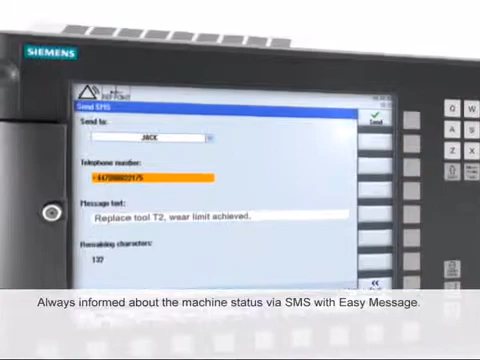 SIEMENS
Send SMS
Send to:
JACK
Send
Telephone number:
Message text:
Replace tool T2, wear limit achieved.
Remaining characters:
Q W
A S
Z X
Always informed about the machine status via SMS with Easy Message.